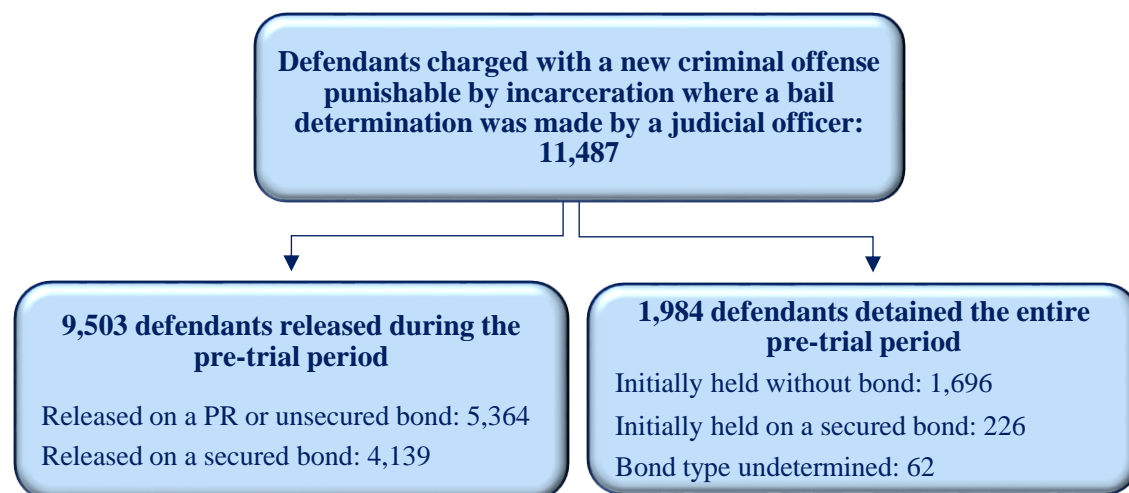 Defendants charged with a new criminal offense
punishable by incarceration where a bail
determination was made by a judicial officer:
11,487
9,503 defendants released during the
pre-trial period
Released on a PR or unsecured bond: 5,364
Released on a secured bond: 4,139
1,984 defendants detained the entire
pre-trial period
Initially held without bond: 1,696
Initially held on a secured bond: 226
Bond type undetermined: 62